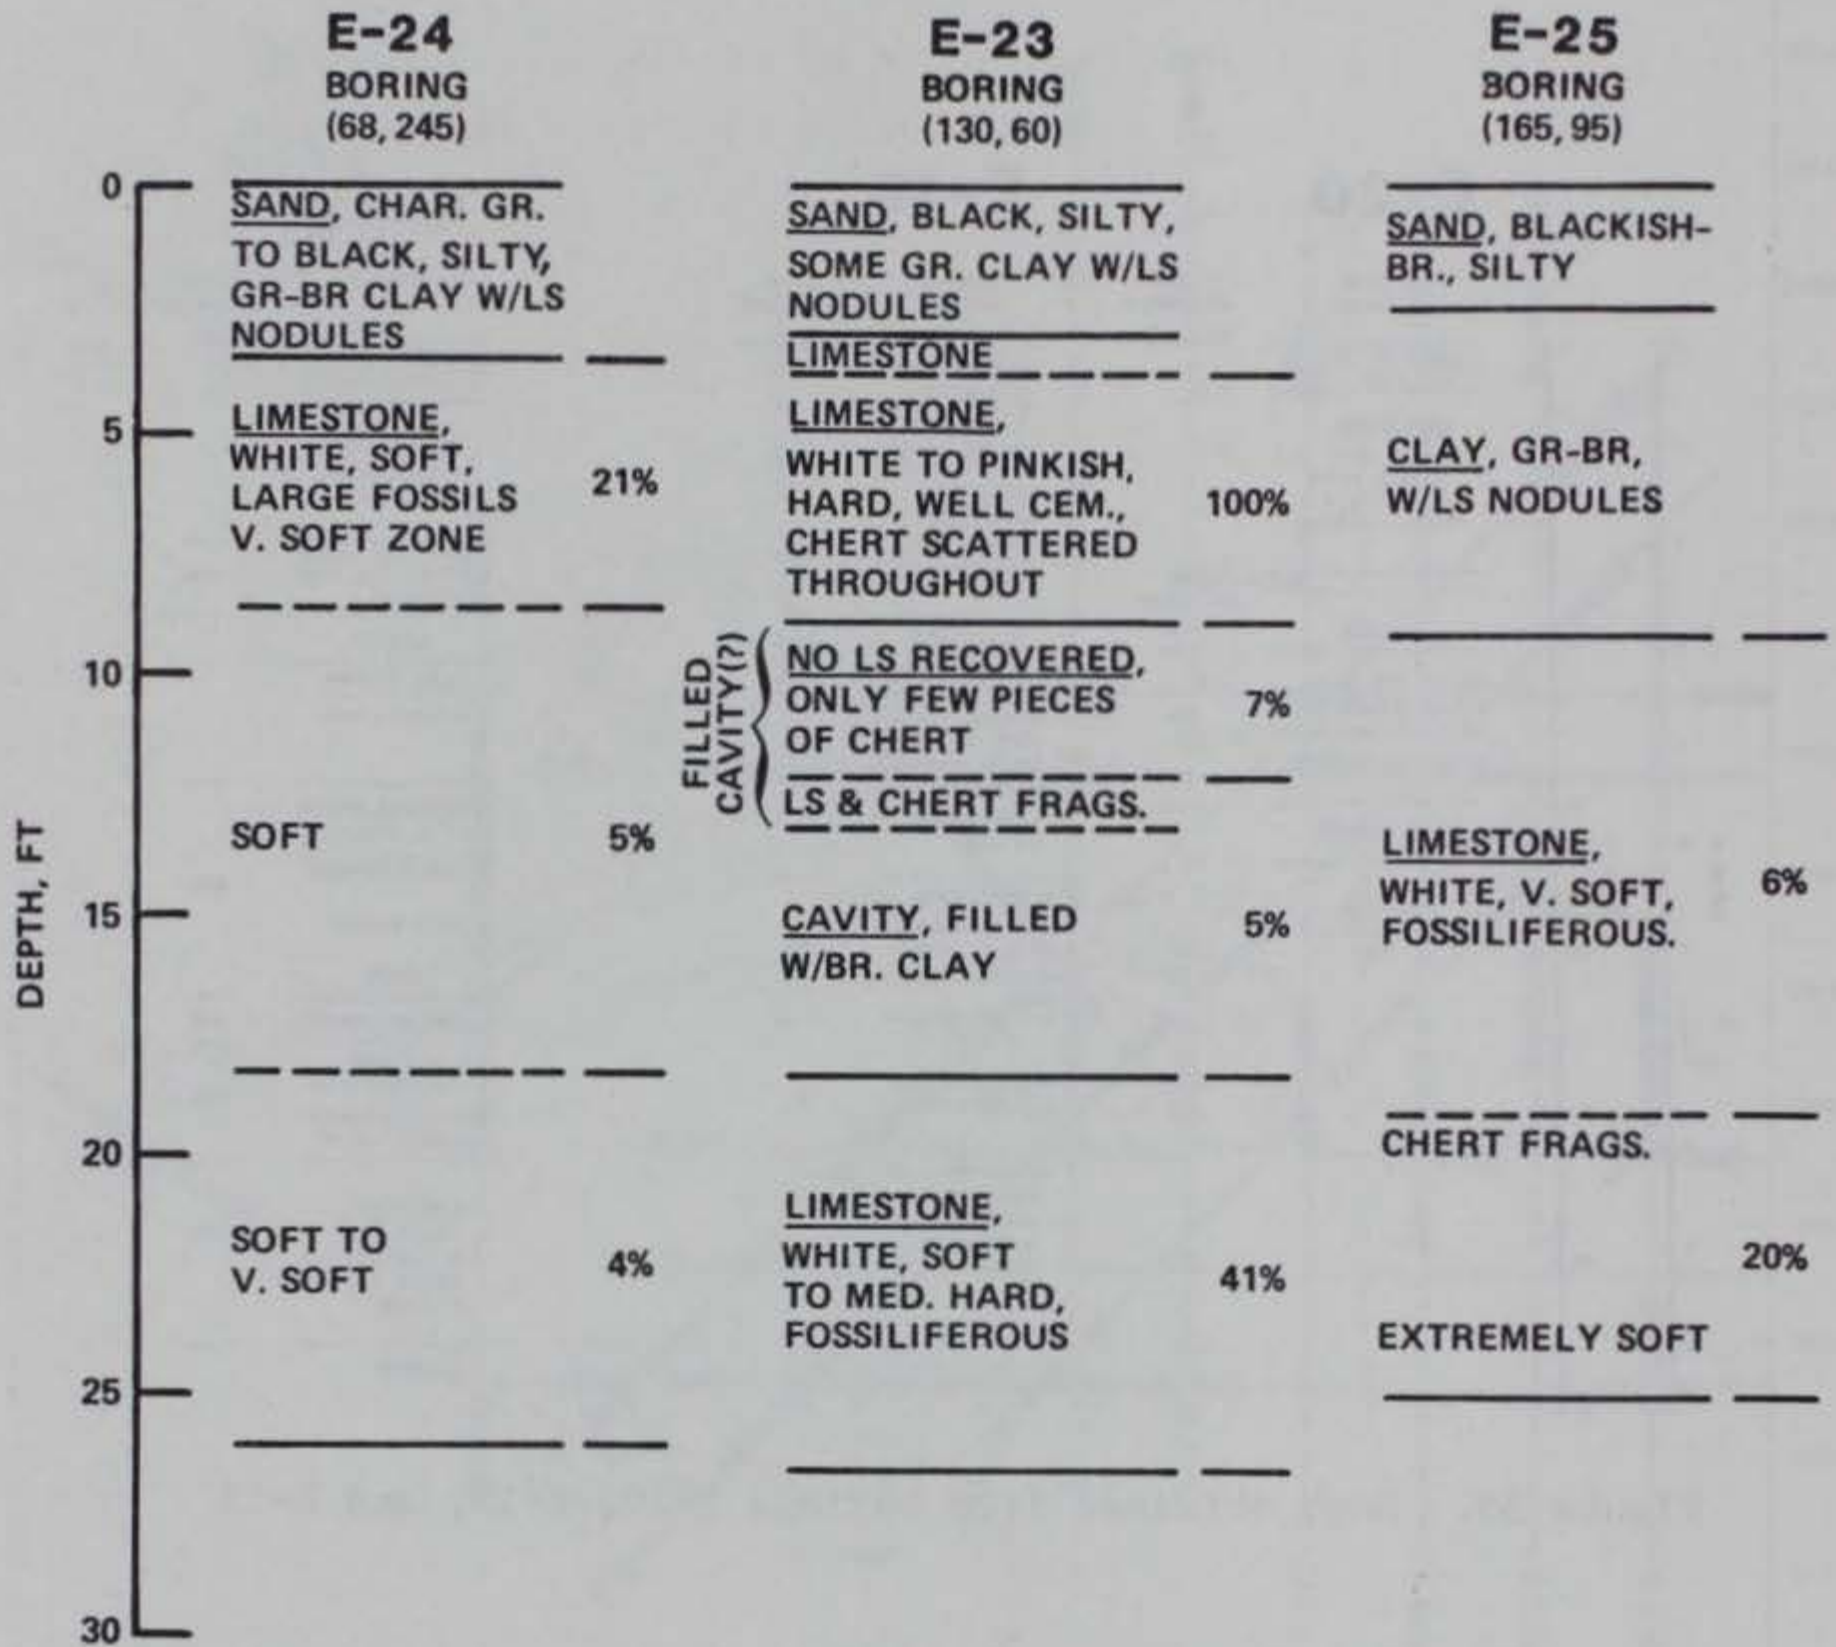 E-24
BORING
(68, 245)
E-23
BORING
(130, 60)
E-25
BORING
(165, 95)
DEPTH, FT
0
5
10
15
20
25
30
SAND, CHAR. GR.
TO BLACK, SILTY,
GR-BR CLAY W/LS
NODULES
LIMESTONE,
WHITE, SOFT,
LARGE FOSSILS
V. SOFT ZONE
21%
SOFT
5%
SOFT TO
V. SOFT
4%
SAND, BLACK, SILTY,
SOME GR. CLAY W/LS
NODULES
LIMESTONE
LIMESTONE,
WHITE TO PINKISH,
HARD, WELL CEM.,
CHERT SCATTERED
THROUGHOUT
100%
FILLED
CAVITY(?)
NO LS RECOVERED,
ONLY FEW PIECES
OF CHERT
7%
LS & CHERT FRAGS.
CAVITY, FILLED
W/BR. CLAY
5%
LIMESTONE,
WHITE, SOFT
TO MED. HARD,
FOSSILIFEROUS
41%
SAND, BLACKISH-
BR., SILTY
CLAY, GR-BR,
W/LS NODULES
LIMESTONE,
WHITE, V. SOFT,
FOSSILIFEROUS.
6%
CHERT FRAGS.
20%
EXTREMELY SOFT